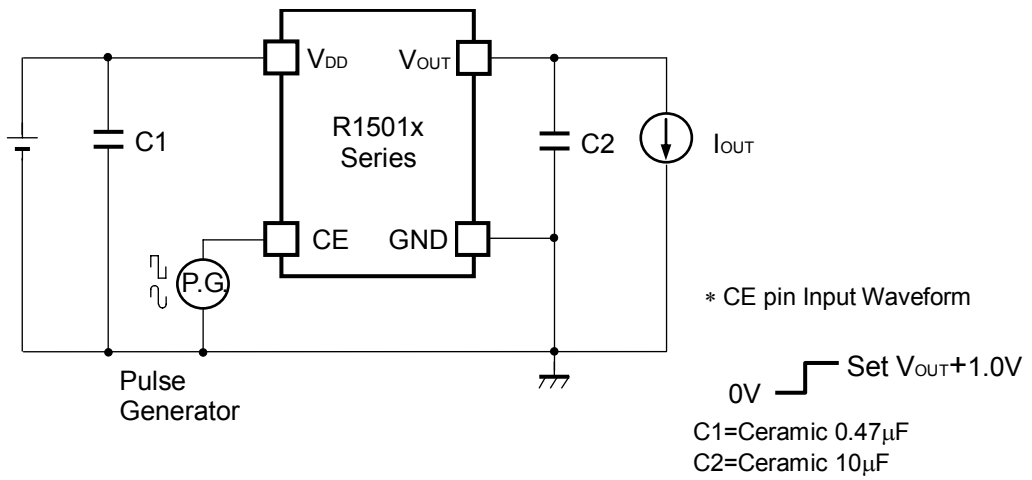 VDD VOUT
R1501x
Series
C1
C2
IOUT
CE GND
P.G.
* CE pin Input Waveform
Pulse
Generator
Set VOUT+1.0V
0V
C1=Ceramic 0.47μF
C2=Ceramic 10μF